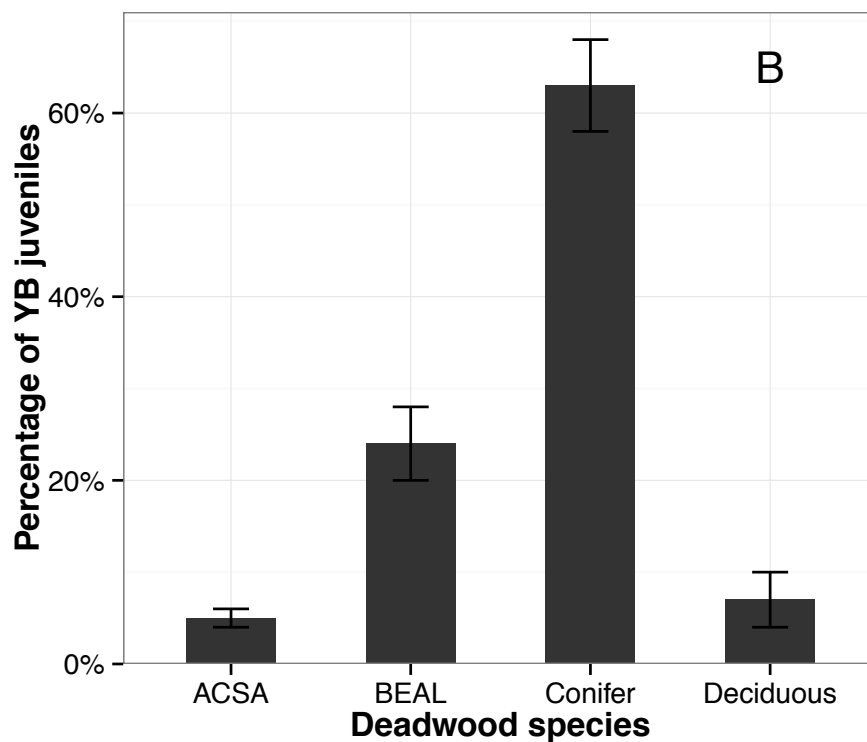 B
Percentage of YB juveniles
60%
40%
20%
0%
ACSA BEAL Conifer Deciduous
Deadwood species